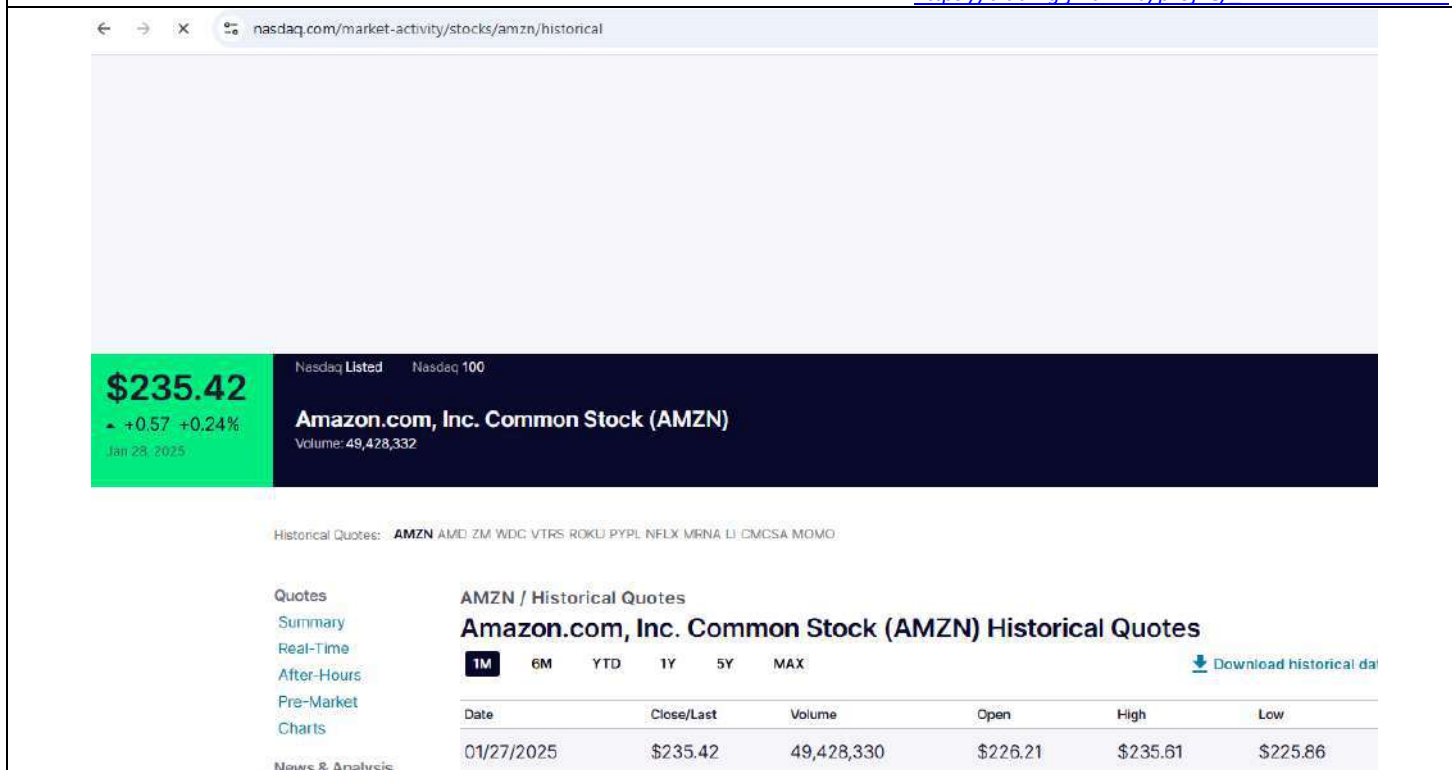 nasdaq.com/market-activity/stocks/amzn/historical
$235.42
+0.57 +0.24%
Jan 28, 2025
Nasdaq Listed Nasdaq 100
Amazon.com, Inc. Common Stock (AMZN)
Volume: 49,428,332
Historical Quotes: AMZN AMD ZM WDC VTRS ROKU PYPL NFLX MRNA LI CMCSA MOMO
Quotes
Summary
Real-Time
After-Hours
Pre-Market
Charts
News & Analysis
AMZN / Historical Quotes
Amazon.com, Inc. Common Stock (AMZN) Historical Quotes
1M 6M YTD 1Y 5Y MAX
Download historical
Date Close/Last Volume Open High Low
01/27/2025 $235.42 49,428,330 $226.21 $235.61 $225.86